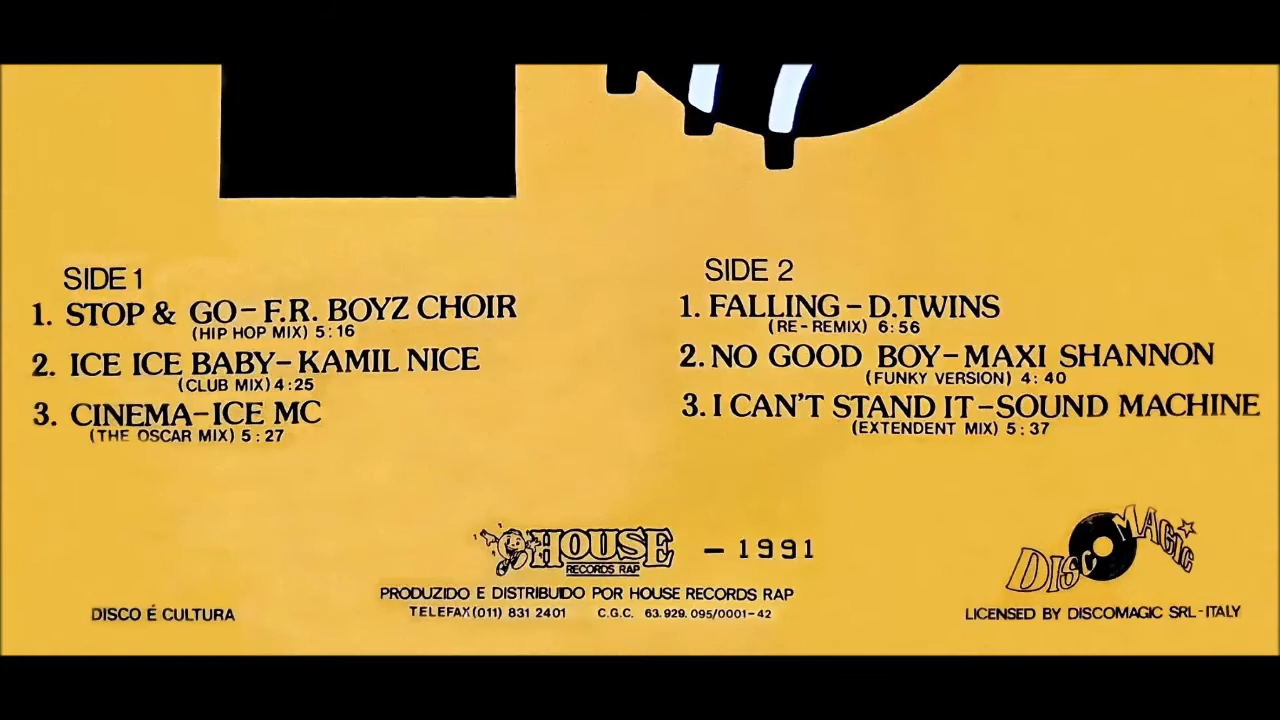 SIDE 1
1. STOP & GO – F.R. BOYZ CHOIR
(HIP HOP MIX) 5:16
2. ICE ICE BABY – KAMIL NICE
(CLUB MIX) 4:25
3. CINEMA – ICE MC
(THE OSCAR MIX) 5:27
SIDE 2
1. FALLING – D.TWINS
(RE-REMIX) 6:56
2. NO GOOD BOY – MAXI SHANNON
(FUNKY VERSION) 4:40
3. I CAN'T STAND IT – SOUND MACHINE
(EXTENDENT MIX) 5:37
HOUSE
RECORDS RAP
– 1991
PRODUZIDO E DISTRIBUIDO POR HOUSE RECORDS RAP
TELEFAX (011) 831 2401 C.G.C. 63.929.095/0001-42
DISCO É CULTURA
DISCO MAGIC
LICENSED BY DISCOMAGIC SRL - ITALY